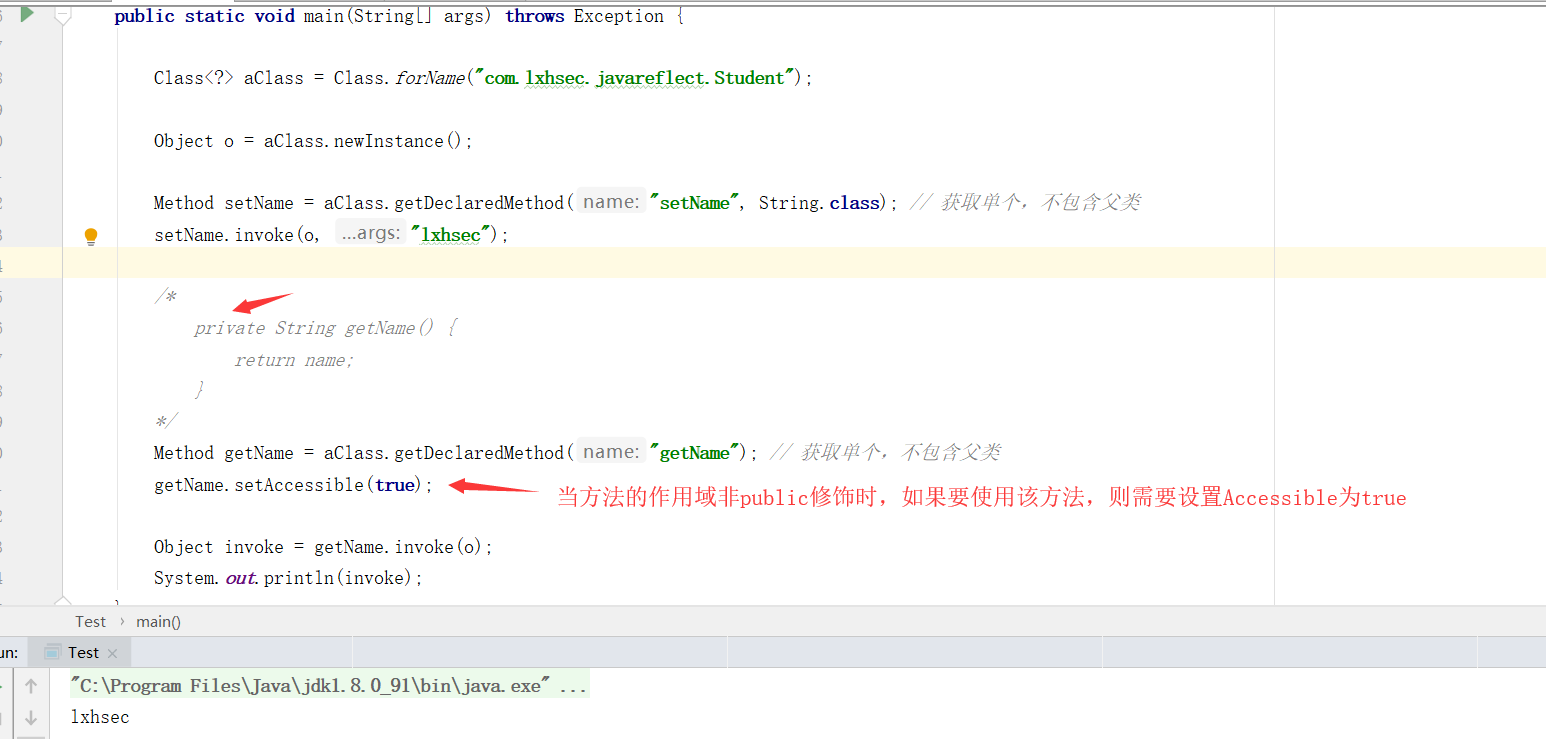 public static void main(String[] args) throws Exception {
Class<?> aClass = Class.forName("com.lxhsec.javareflect.Student");
Object o = aClass.newInstance();
Method setName = aClass.getDeclaredMethod( name: "setName", String.class); // 获取单个，不包含父类
setName.invoke(o, ...args: "lxhsec");
/*
private String getName() {
return name;
}
*/
Method getName = aClass.getDeclaredMethod( name: "getName"); // 获取单个，不包含父类
getName.setAccessible(true);
当方法的作用域非public修饰时，如果要使用该方法，则需要设置Accessible为true
Object invoke = getName.invoke(o);
System.out.println(invoke);
Test › main()
un: Test ×
"C:\Program Files\Java\jdk1.8.0_91\bin\java.exe" ...
lxhsec